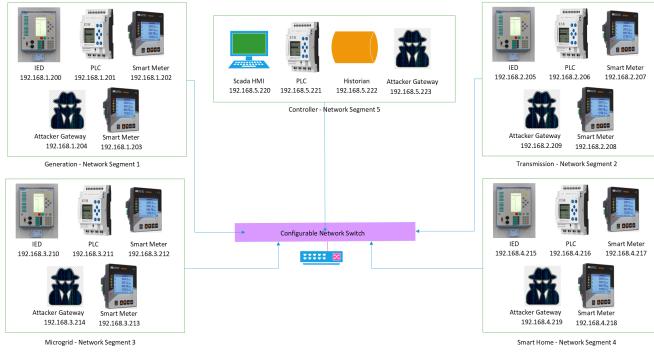 IED PLC Smart Meter
192.168.1.200 192.168.1.201 192.168.1.202
Attacker Gateway Smart Meter
192.168.1.204 192.168.1.203
Generation - Network Segment 1
Scada HMI PLC Historian Attacker Gateway
192.168.5.220 192.168.5.221 192.168.5.222 192.168.5.223
Controller - Network Segment 5
IED PLC Smart Meter
192.168.2.205 192.168.2.206 192.168.2.207
Attacker Gateway Smart Meter
192.168.2.209 192.168.2.208
Transmission - Network Segment 2
Configurable Network Switch
IED PLC Smart Meter
192.168.3.210 192.168.3.211 192.168.3.212
Attacker Gateway Smart Meter
192.168.3.214 192.168.3.213
Microgrid - Network Segment 3
IED PLC Smart Meter
192.168.4.215 192.168.4.216 192.168.4.217
Attacker Gateway Smart Meter
192.168.4.219 192.168.4.218
Smart Home - Network Segment 4